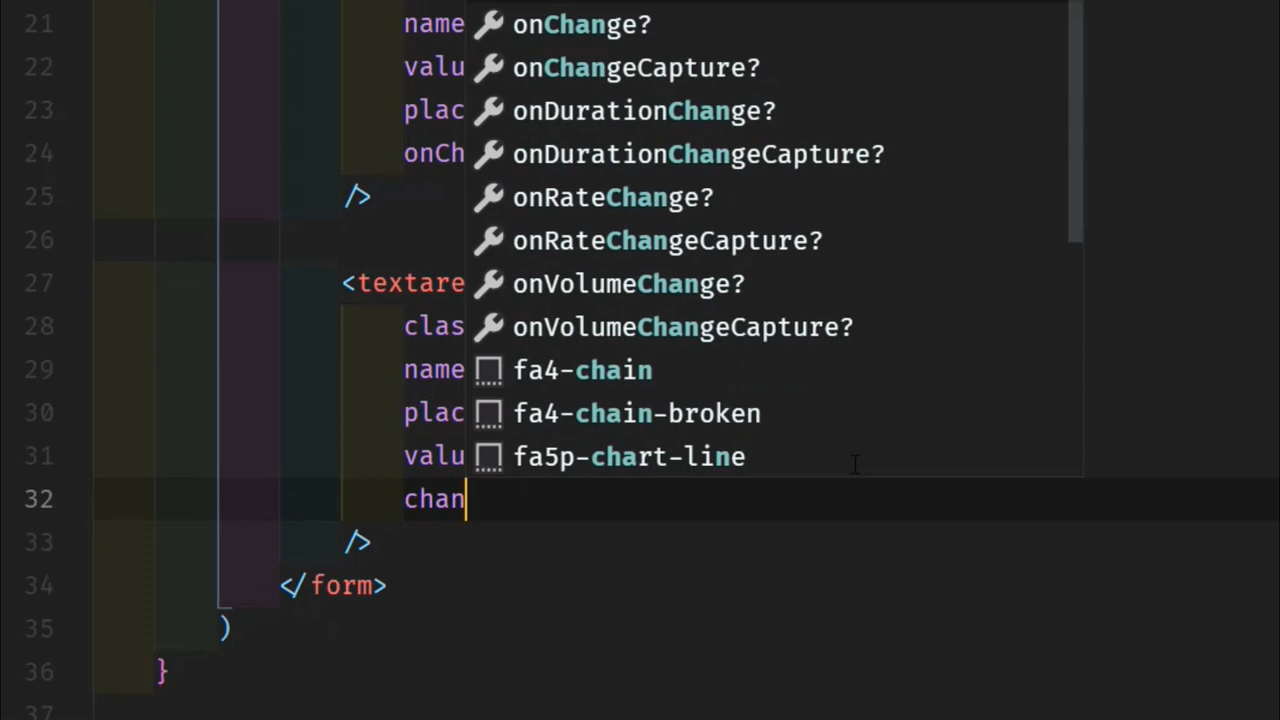 21 name onChange?
22 valu onChangeCapture?
23 plac onDurationChange?
24 onCh onDurationChangeCapture?
25 /> onRateChange?
26 onRateChangeCapture?
27 <textare onVolumeChange?
28 clas onVolumeChangeCapture?
29 name fa4-chain
30 plac fa4-chain-broken
31 valu fa5p-chart-line
32 chan
33 />
34 </form>
35 )
36 }
37